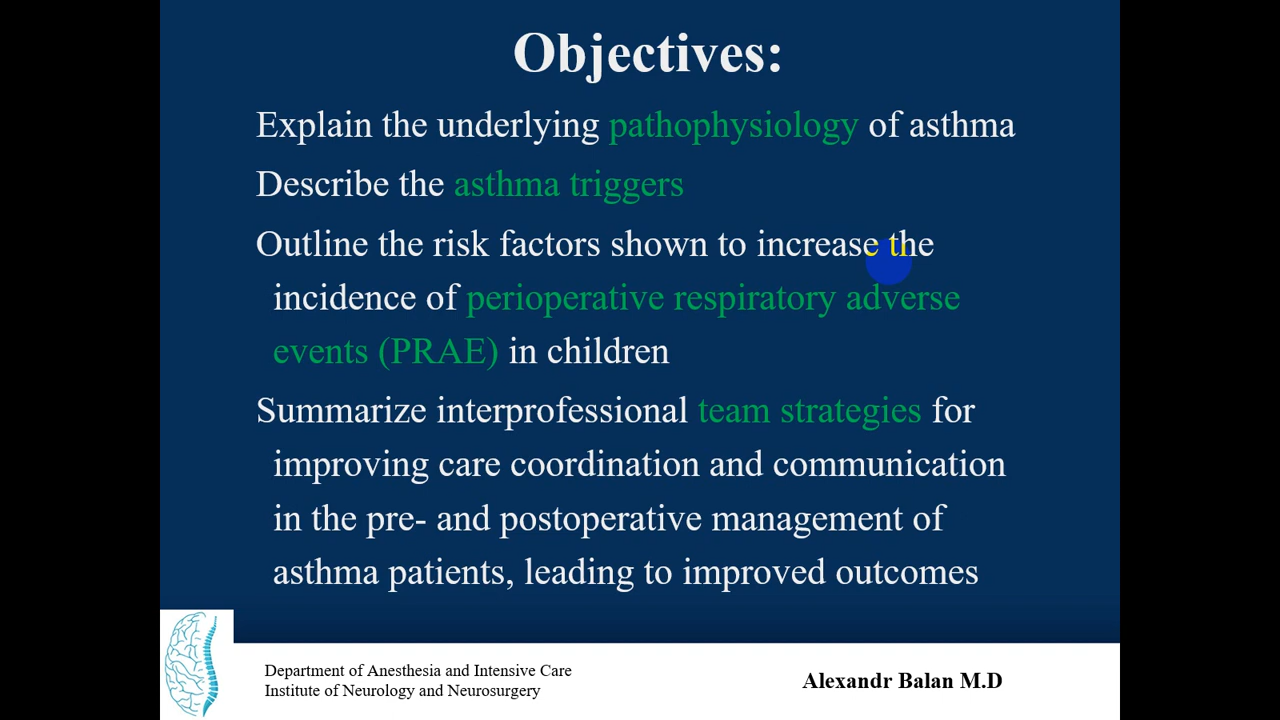 Objectives:
Explain the underlying pathophysiology of asthma
Describe the asthma triggers
Outline the risk factors shown to increase the
incidence of perioperative respiratory adverse
events (PRAE) in children
Summarize interprofessional team strategies for
improving care coordination and communication
in the pre- and postoperative management of
asthma patients, leading to improved outcomes
Department of Anesthesia and Intensive Care
Institute of Neurology and Neurosurgery
Alexandr Balan M.D